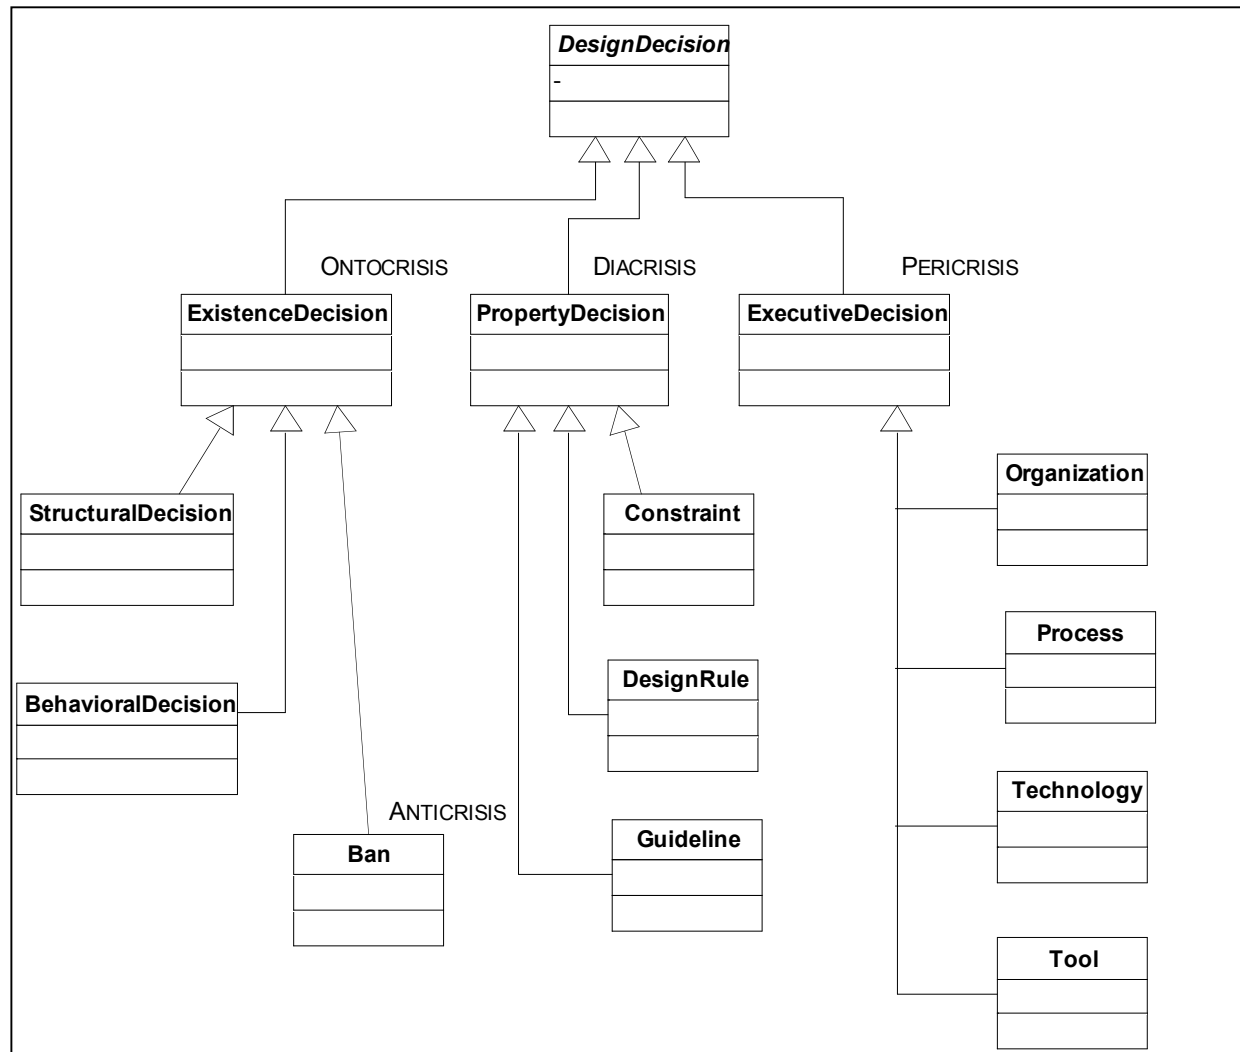 DesignDecision
-
ONTOCRISIS
DIACRISIS
PERICRISIS
ExistenceDecision
PropertyDecision
ExecutiveDecision
Organization
StructuralDecision
Constraint
Process
DesignRule
BehavioralDecision
Technology
ANTICRISIS
Guideline
Ban
Tool